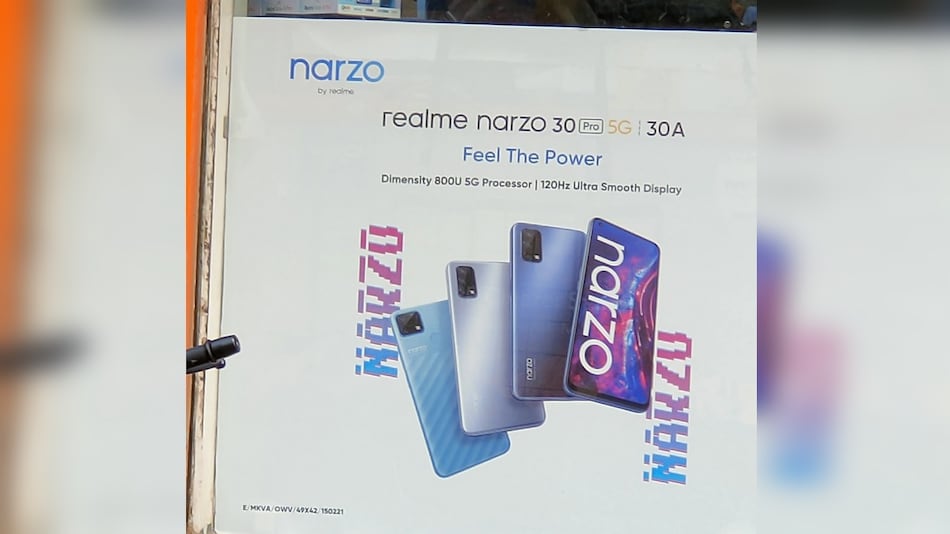 narzo
by realme
realme narzo 30 Pro 5G 30A
Feel The Power
Dimensity 800U 5G Processor | 120Hz Ultra Smooth Display
NARZO
narzo
narzo
NARZO
E/MKVA/OWV/49X42/150221